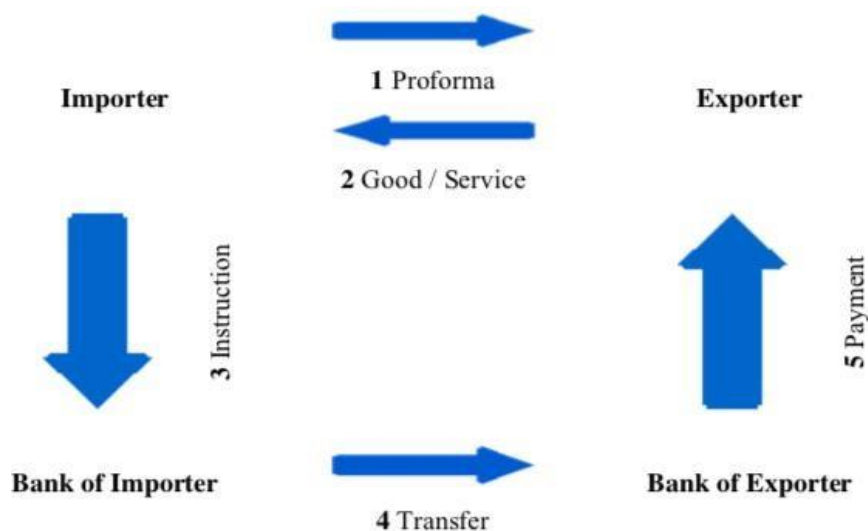 1 Proforma
Importer
Exporter
2 Good / Service
3 Instruction
5 Payment
Bank of Importer
Bank of Exporter
4 Transfer